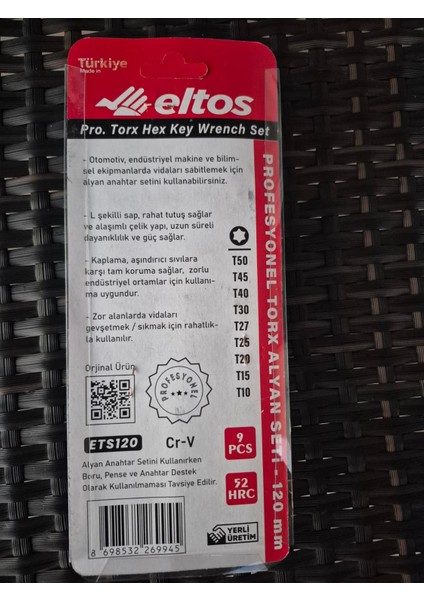 Türkiye
Made in
eltos
Pro. Torx Hex Key Wrench Set
- Otomotiv, endüstriyel makine ve bilim-
sel ekipmanlarda vidaları sabitlemek için
alyan anahtar setini kullanabilirsiniz.
- L şekilli sap, rahat tutuş sağlar
ve alaşımlı çelik yapı, uzun süreli
dayanıklılık ve güç sağlar.
- Kaplama, aşındırıcı sıvılara
karşı tam koruma sağlar, zorlu
endüstriyel ortamlar için kullanı-
ma uygundur.
- Zor alanlarda vidaları
gevşetmek / sıkmak için rahatlık-
la kullanılır.
T50
T45
T40
T30
T27
T25
T20
T15
T10
PROFESYONEL TORX ALYAN SETİ - 120 mm
Orjinal Ürün
PROFESYONEL
ETS120
Cr-V
9
PCS
52
HRC
Alyan Anahtar Setini Kullanırken
Boru, Pense ve Anahtar Destek
Olarak Kullanılmaması Tavsiye Edilir.
8 698532 269945
YERLİ
ÜRETİM